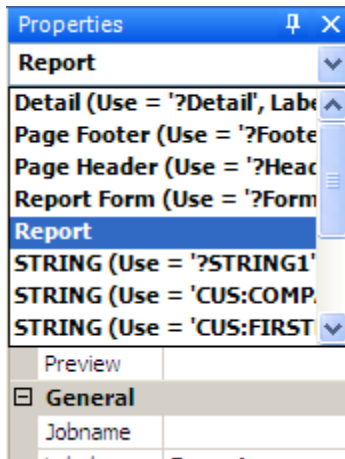 Properties
Report
Detail (Use = '?Detail', Labe
Page Footer (Use = '?Foote
Page Header (Use = '?Head
Report Form (Use = '?Form
Report
STRING (Use = '?STRING1'
STRING (Use = 'CUS:COMP
STRING (Use = 'CUS:FIRST
Preview
General
Jobname